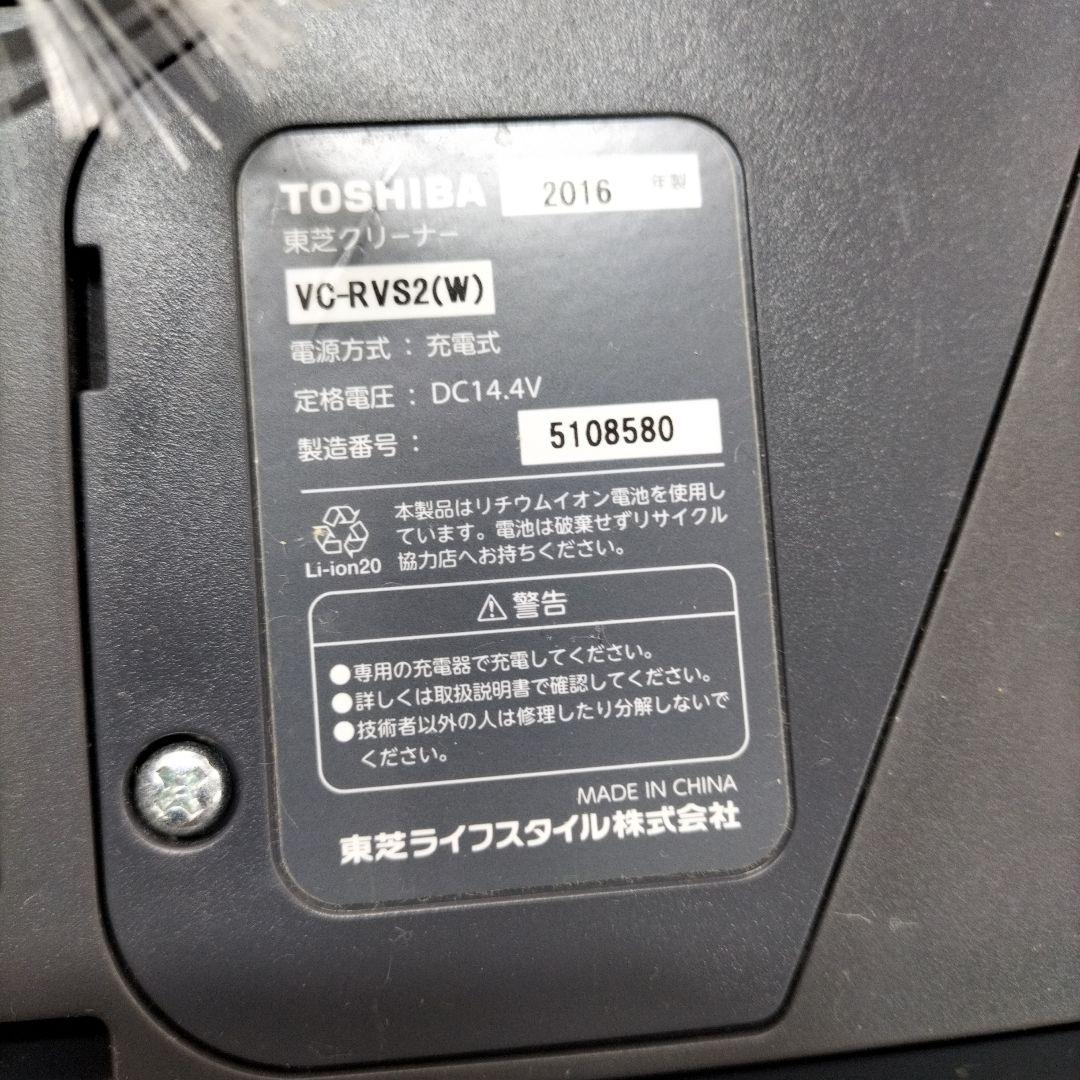 TOSHIBA 2016 年製
東芝クリーナー
VC-RVS2(W)
電源方式：充電式
定格電圧：DC14.4V
製造番号： 5108580
本製品はリチウムイオン電池を使用し
ています。電池は破棄せずリサイクル
協力店へお持ちください。
Li-ion20
警告
●専用の充電器で充電してください。
●詳しくは取扱説明書で確認してください。
●技術者以外の人は修理したり分解しないで
ください。
MADE IN CHINA
東芝ライフスタイル株式会社